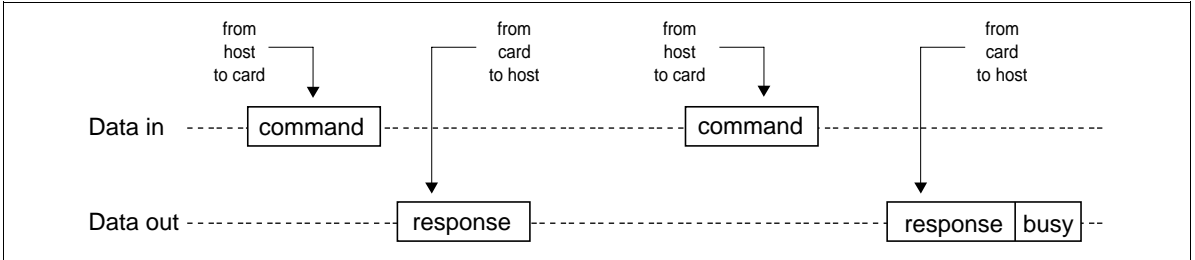 from
host
to card
from
card
to host
from
host
to card
from
card
to host
Data in
command
command
Data out
response
response
busy